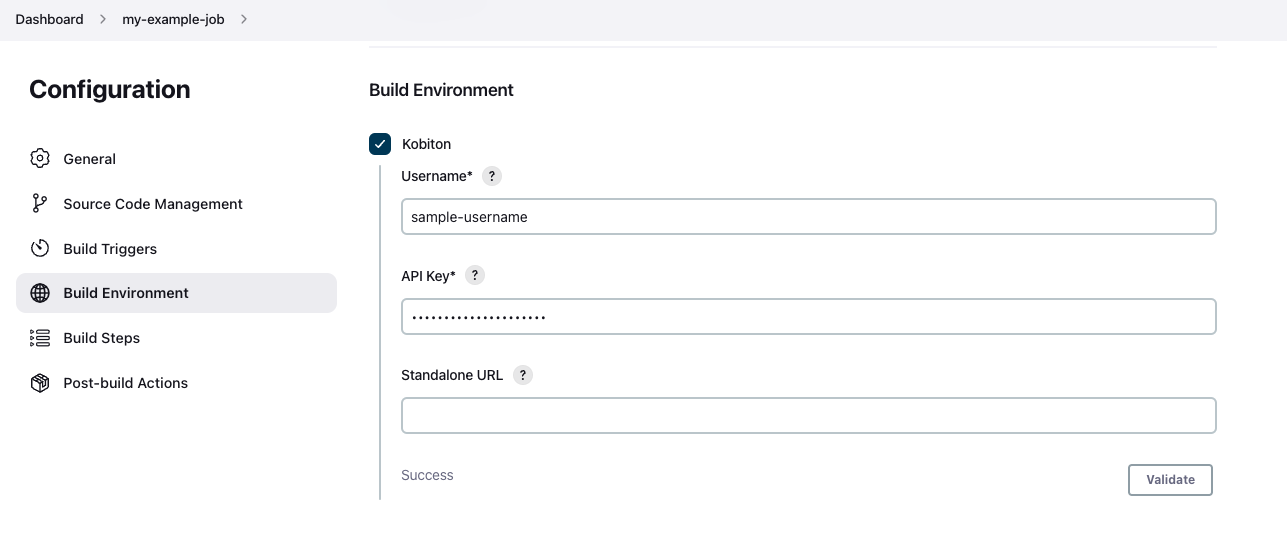 Dashboard > my-example-job >
Configuration
General
Source Code Management
Build Triggers
Build Environment
Build Steps
Post-build Actions
Build Environment
Kobiton
Username* ?
sample-username
API Key* ?
•••••••••••••••••••••
Standalone URL ?
Success
Validate